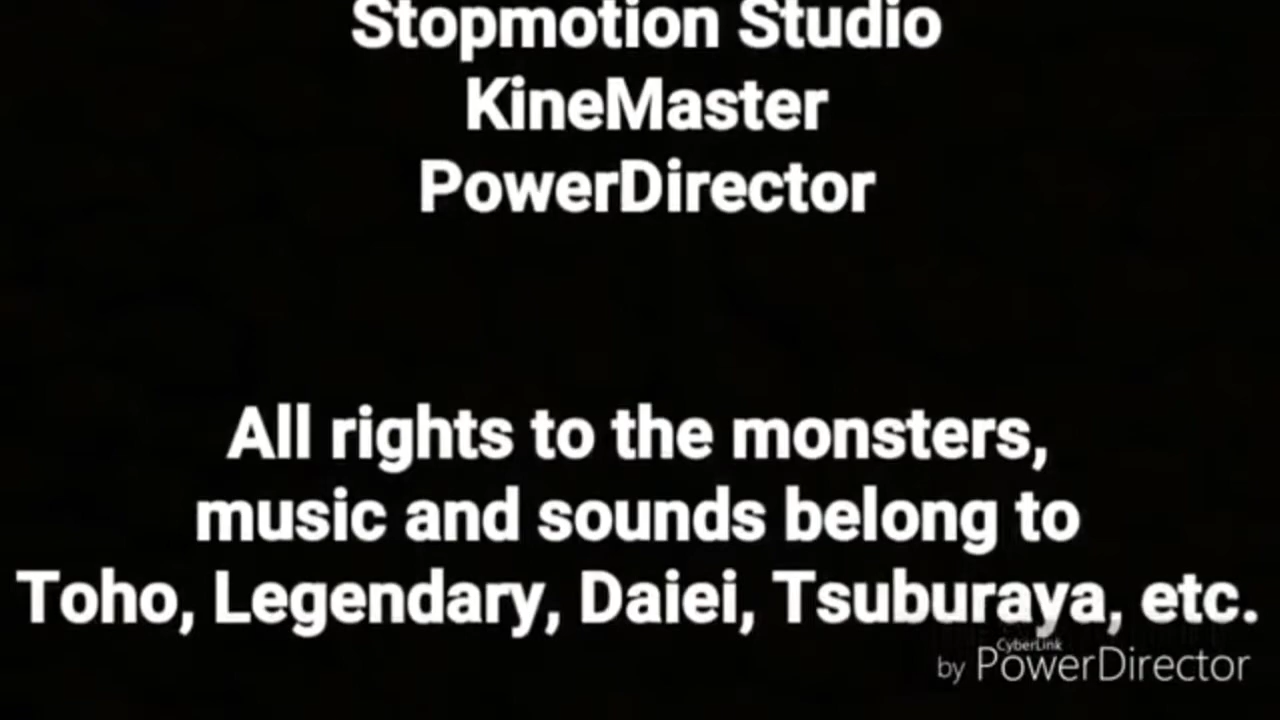 Stopmotion Studio
KineMaster
PowerDirector
All rights to the monsters,
music and sounds belong to
Toho, Legendary, Daiei, Tsuburaya, etc.
CyberLink
by PowerDirector